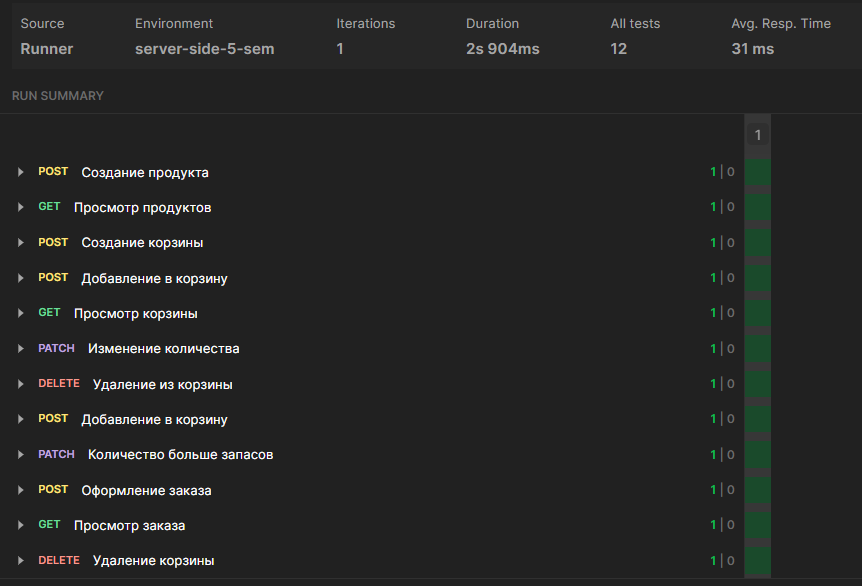 Source Environment Iterations Duration All tests Avg. Resp. Time
Runner server-side-5-sem 1 2s 904ms 12 31 ms
RUN SUMMARY
1
POST Создание продукта 1 | 0
GET Просмотр продуктов 1 | 0
POST Создание корзины 1 | 0
POST Добавление в корзину 1 | 0
GET Просмотр корзины 1 | 0
PATCH Изменение количества 1 | 0
DELETE Удаление из корзины 1 | 0
POST Добавление в корзину 1 | 0
PATCH Количество больше запасов 1 | 0
POST Оформление заказа 1 | 0
GET Просмотр заказа 1 | 0
DELETE Удаление корзины 1 | 0